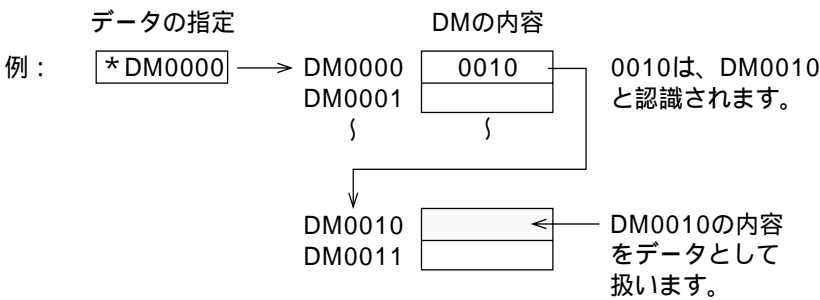 データの指定 DMの内容
例： *DM0000 DM0000 0010 0010は、DM0010
DM0001 と認識されます。
〜 〜
DM0010 DM0010の内容
DM0011 をデータとして
扱います。